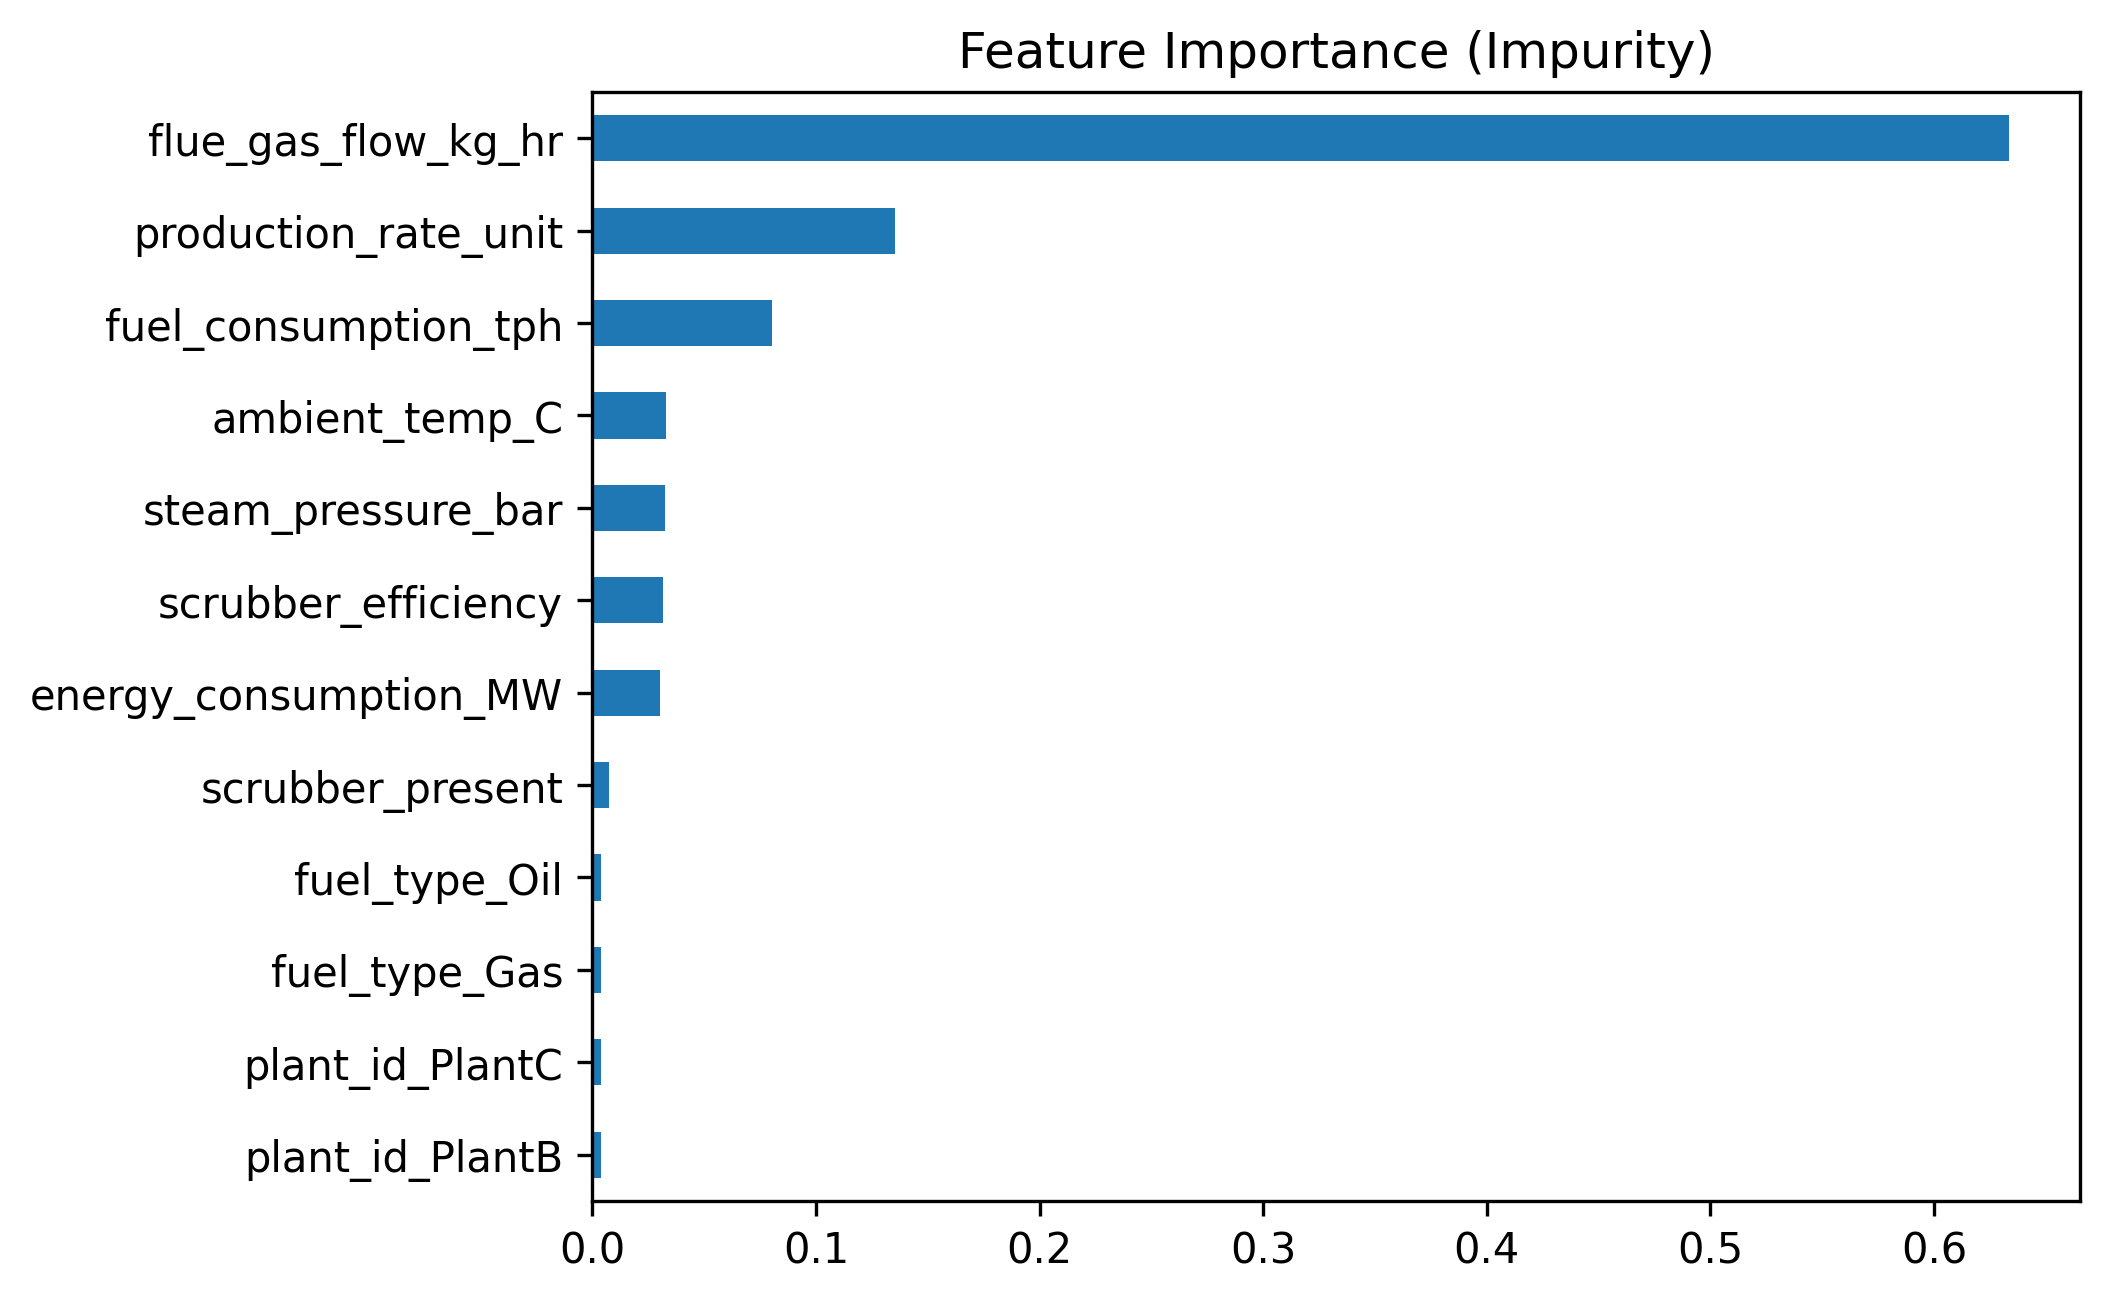 Feature Importance (Impurity)
flue_gas_flow_kg_hr
production_rate_unit
fuel_consumption_tph
ambient_temp_C
steam_pressure_bar
scrubber_efficiency
energy_consumption_MW
scrubber_present
fuel_type_Oil
fuel_type_Gas
plant_id_PlantC
plant_id_PlantB
0.0 0.1 0.2 0.3 0.4 0.5 0.6